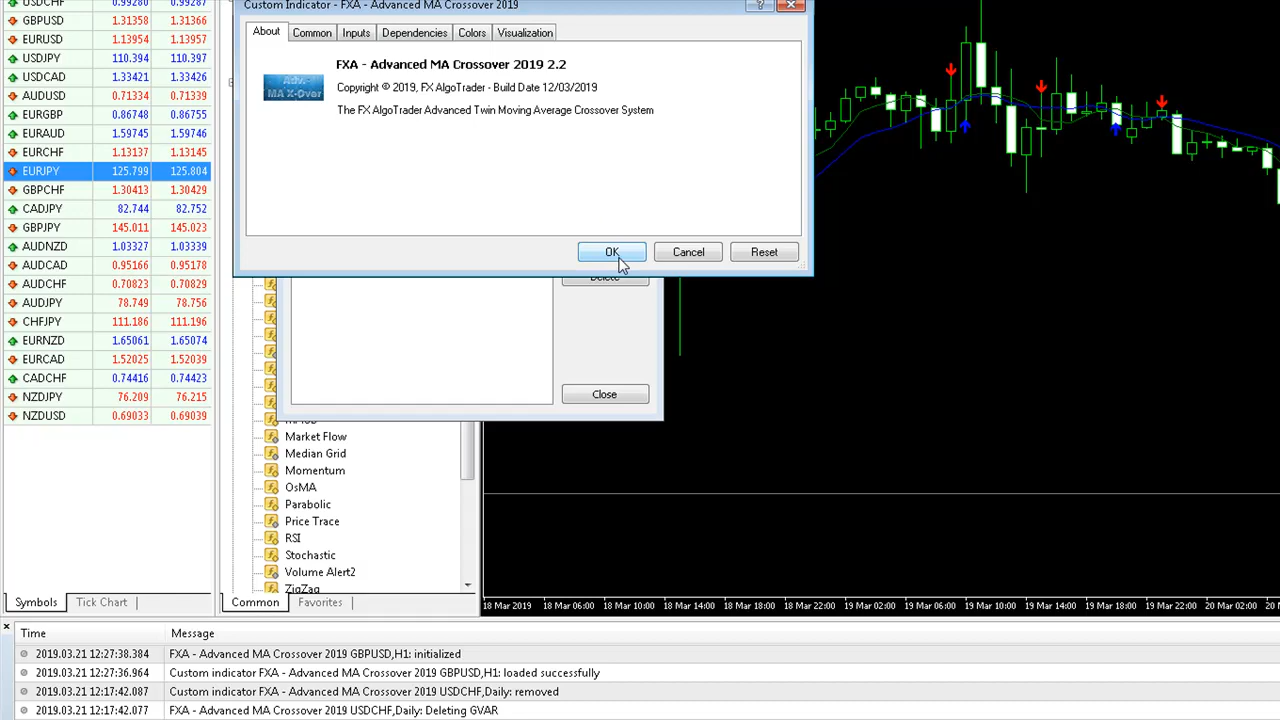 Custom Indicator - FXA - Advanced MA Crossover 2019
USDCHF 0.99280 0.99287
GBPUSD 1.31358 1.31366
EURUSD 1.13954 1.13957
USDJPY 110.394 110.397
USDCAD 1.33421 1.33426
AUDUSD 0.71334 0.71339
EURGBP 0.86748 0.86755
EURAUD 1.59745 1.59746
EURCHF 1.13137 1.13145
EURJPY 125.799 125.804
GBPCHF 1.30413 1.30429
CADJPY 82.744 82.752
GBPJPY 145.011 145.023
AUDNZD 1.03327 1.03339
AUDCAD 0.95166 0.95178
AUDCHF 0.70823 0.70829
AUDJPY 78.749 78.756
CHFJPY 111.186 111.196
EURNZD 1.65061 1.65074
EURCAD 1.52025 1.52039
CADCHF 0.74416 0.74423
NZDJPY 76.209 76.215
NZDUSD 0.69033 0.69039
Symbols Tick Chart
About Common Inputs Dependencies Colors Visualization
Adv.
MA X-Over
FXA - Advanced MA Crossover 2019 2.2
Copyright © 2019, FX AlgoTrader - Build Date 12/03/2019
The FX AlgoTrader Advanced Twin Moving Average Crossover System
OK Cancel Reset
Delete
Close
Market Flow
Median Grid
Momentum
OsMA
Parabolic
Price Trace
RSI
Stochastic
Volume Alert2
ZigZag
Common Favorites
18 Mar 2019 18 Mar 06:00 18 Mar 10:00 18 Mar 14:00 18 Mar 18:00 18 Mar 22:00 19 Mar 02:00 19 Mar 06:00 19 Mar 10:00 19 Mar 14:00 19 Mar 18:00 19 Mar 22:00 20 Mar 02:00
Time Message
2019.03.21 12:27:38.384 FXA - Advanced MA Crossover 2019 GBPUSD,H1: initialized
2019.03.21 12:27:36.964 Custom indicator FXA - Advanced MA Crossover 2019 GBPUSD,H1: loaded successfully
2019.03.21 12:17:42.087 Custom indicator FXA - Advanced MA Crossover 2019 USDCHF,Daily: removed
2019.03.21 12:17:42.077 FXA - Advanced MA Crossover 2019 USDCHF,Daily: Deleting GVAR